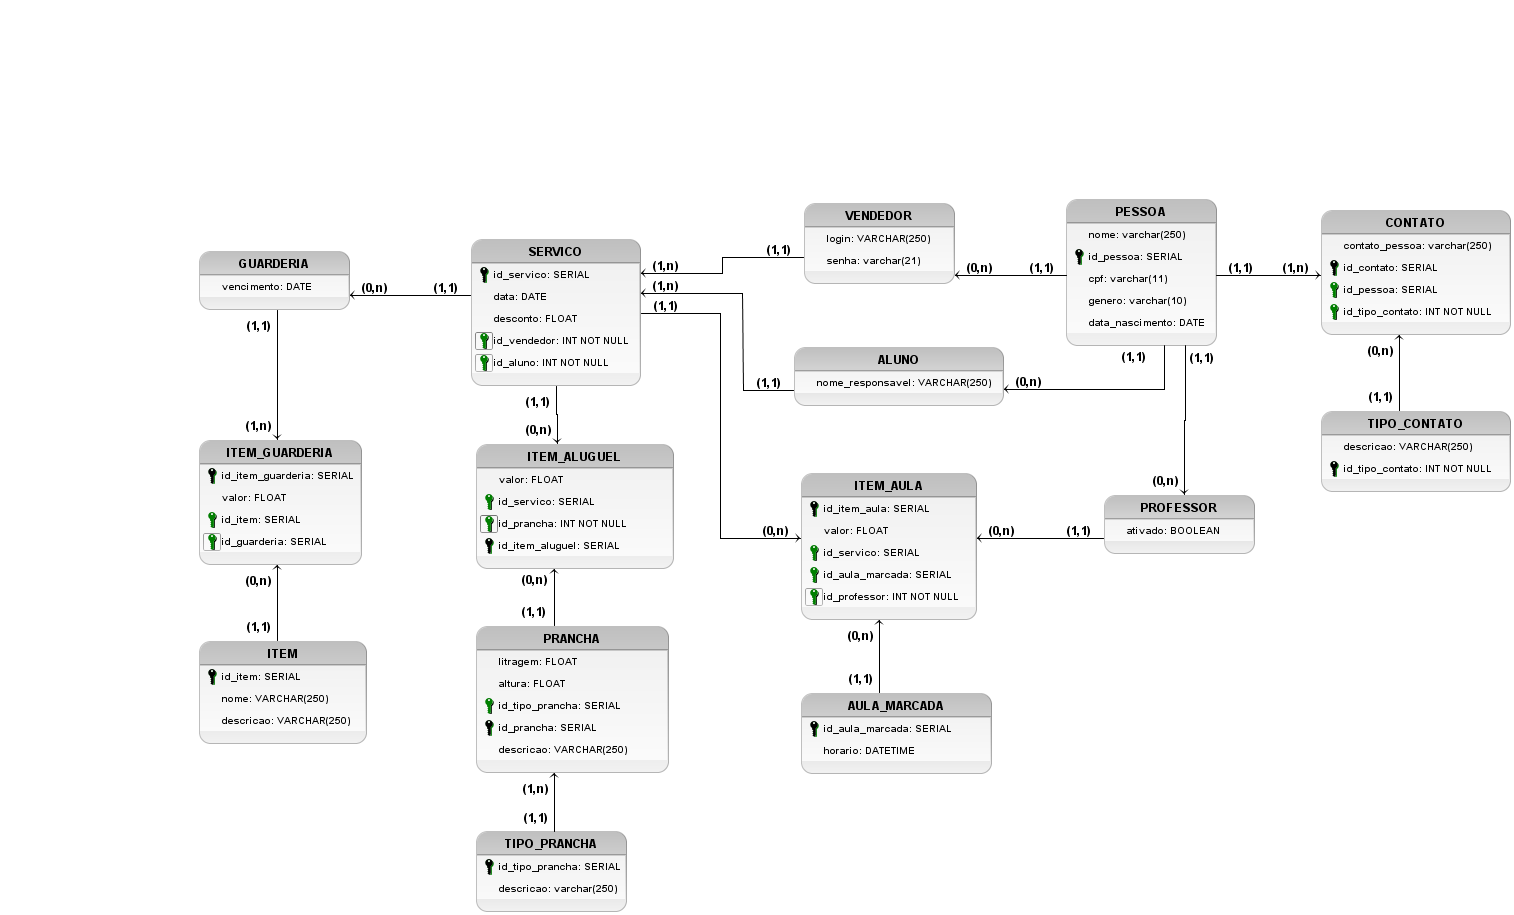 GUARDERIA
vencimento: DATE
(1,1)
(0,n)
(1,1)
(1,n)
ITEM_GUARDERIA
id_item_guarderia: SERIAL
valor: FLOAT
id_item: SERIAL
id_guarderia: SERIAL
(0,n)
(1,1)
ITEM
id_item: SERIAL
nome: VARCHAR(250)
descricao: VARCHAR(250)
SERVICO
id_servico: SERIAL
data: DATE
desconto: FLOAT
id_vendedor: INT NOT NULL
id_aluno: INT NOT NULL
(1,n)
(1,n)
(1,1)
(1,1)
(0,n)
ITEM_ALUGUEL
valor: FLOAT
id_servico: SERIAL
id_prancha: INT NOT NULL
id_item_aluguel: SERIAL
(0,n)
(1,1)
PRANCHA
litragem: FLOAT
altura: FLOAT
id_tipo_prancha: SERIAL
id_prancha: SERIAL
descricao: VARCHAR(250)
(1,n)
(1,1)
TIPO_PRANCHA
id_tipo_prancha: SERIAL
descricao: varchar(250)
VENDEDOR
login: VARCHAR(250)
senha: varchar(21)
(1,1)
(0,n)
(1,1)
ALUNO
nome_responsavel: VARCHAR(250)
(1,1)
(0,n)
ITEM_AULA
id_item_aula: SERIAL
valor: FLOAT
id_servico: SERIAL
id_aula_marcada: SERIAL
id_professor: INT NOT NULL
(0,n)
(0,n)
(1,1)
(0,n)
(1,1)
AULA_MARCADA
id_aula_marcada: SERIAL
horario: DATETIME
PESSOA
nome: varchar(250)
id_pessoa: SERIAL
cpf: varchar(11)
genero: varchar(10)
data_nascimento: DATE
(1,1)
(1,1)
(0,n)
PROFESSOR
ativado: BOOLEAN
(1,1)
(1,n)
CONTATO
contato_pessoa: varchar(250)
id_contato: SERIAL
id_pessoa: SERIAL
id_tipo_contato: INT NOT NULL
(0,n)
(1,1)
TIPO_CONTATO
descricao: VARCHAR(250)
id_tipo_contato: INT NOT NULL